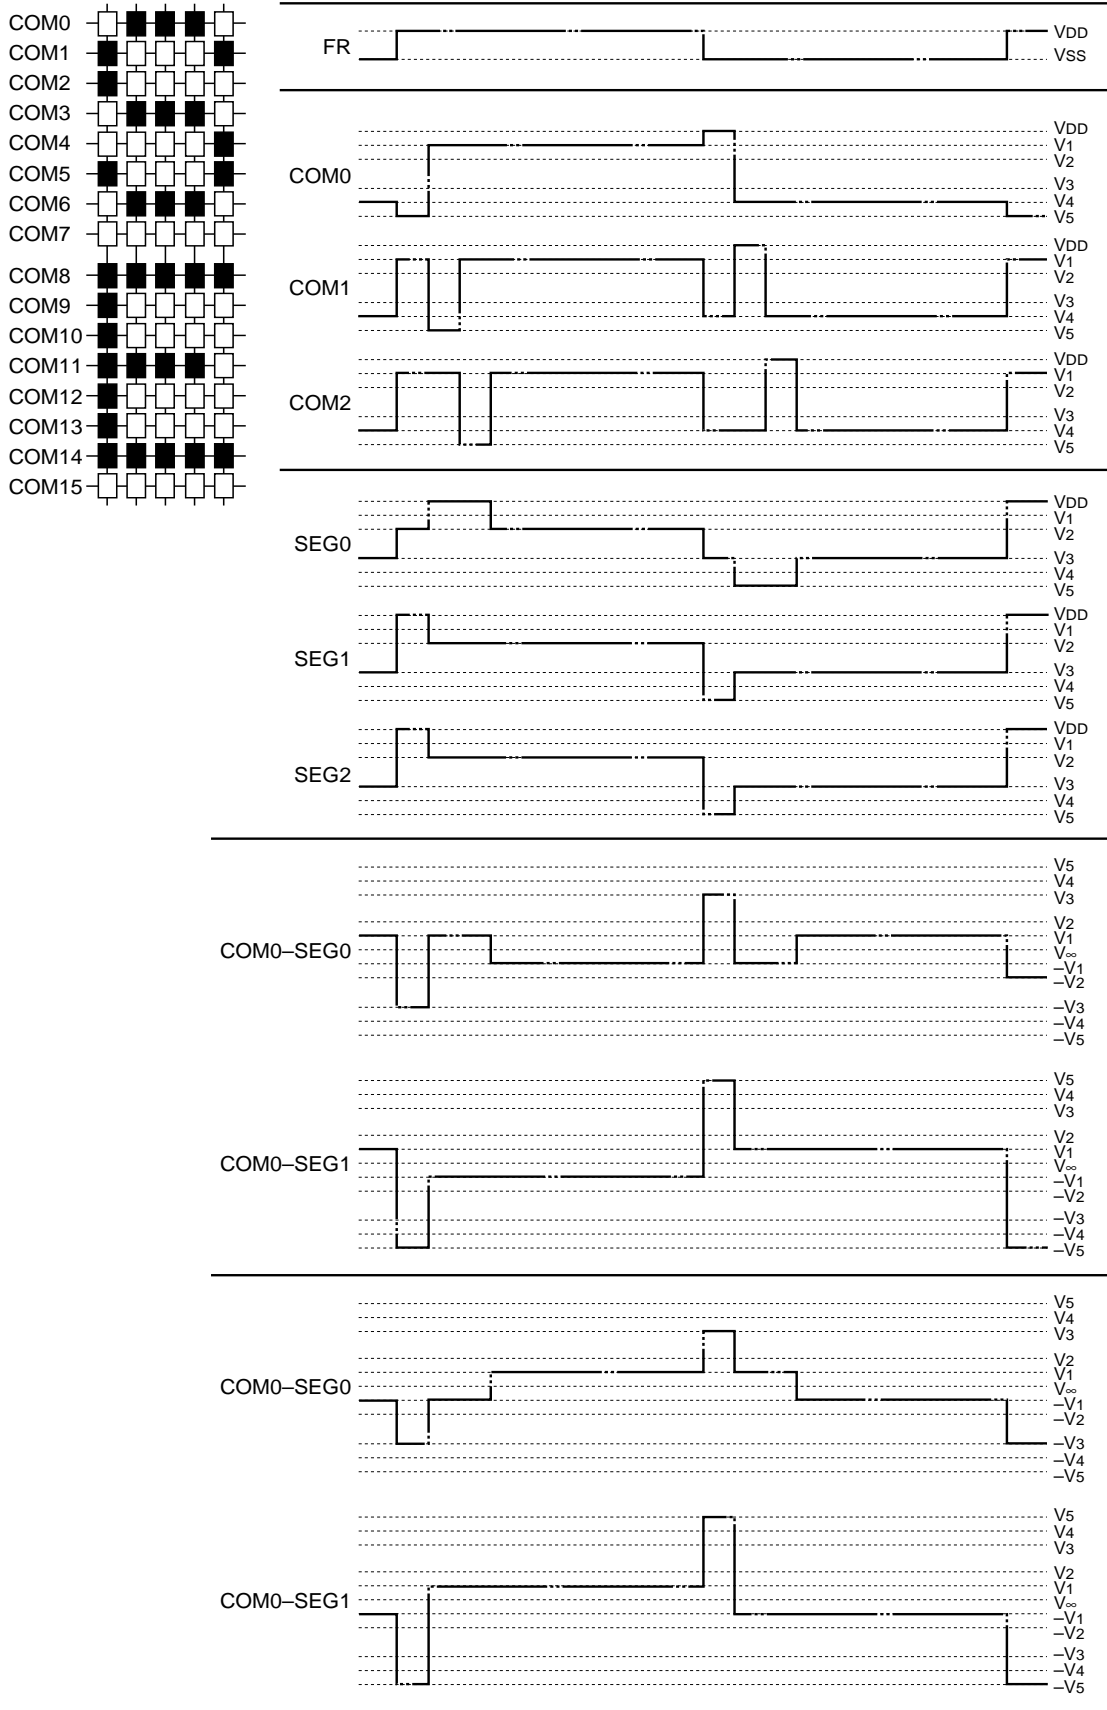 COM0
COM1
COM2
COM3
COM4
COM5
COM6
COM7
COM8
COM9
COM10
COM11
COM12
COM13
COM14
COM15
FR
VDD
VSS
COM0
VDD
V1
V2
V3
V4
V5
COM1
VDD
V1
V2
V3
V4
V5
COM2
VDD
V1
V2
V3
V4
V5
SEG0
VDD
V1
V2
V3
V4
V5
SEG1
VDD
V1
V2
V3
V4
V5
SEG2
VDD
V1
V2
V3
V4
V5
COM0–SEG0
V5
V4
V3
V2
V1
V∞
–V1
–V2
–V3
–V4
–V5
COM0–SEG1
V5
V4
V3
V2
V1
V∞
–V1
–V2
–V3
–V4
–V5
COM0–SEG0
V5
V4
V3
V2
V1
V∞
–V1
–V2
–V3
–V4
–V5
COM0–SEG1
V5
V4
V3
V2
V1
V∞
–V1
–V2
–V3
–V4
–V5